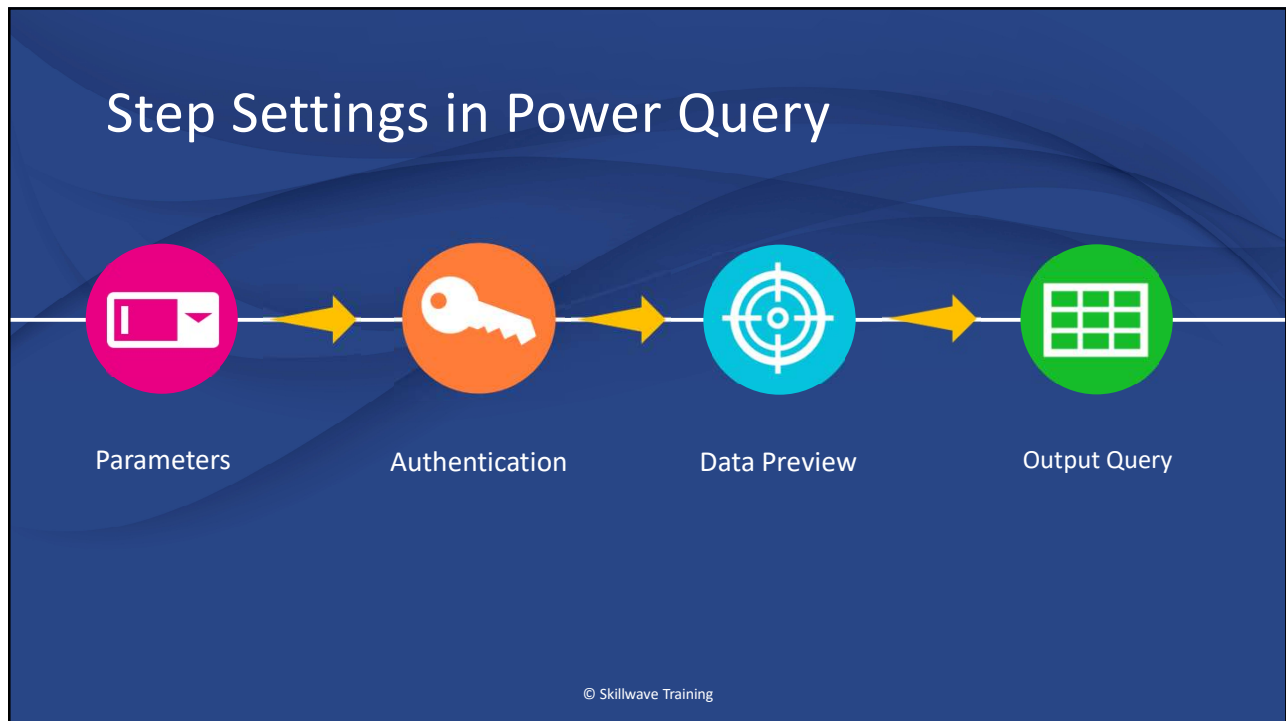 Step Settings in Power Query
Parameters
Authentication
Data Preview
Output Query
© Skillwave Training